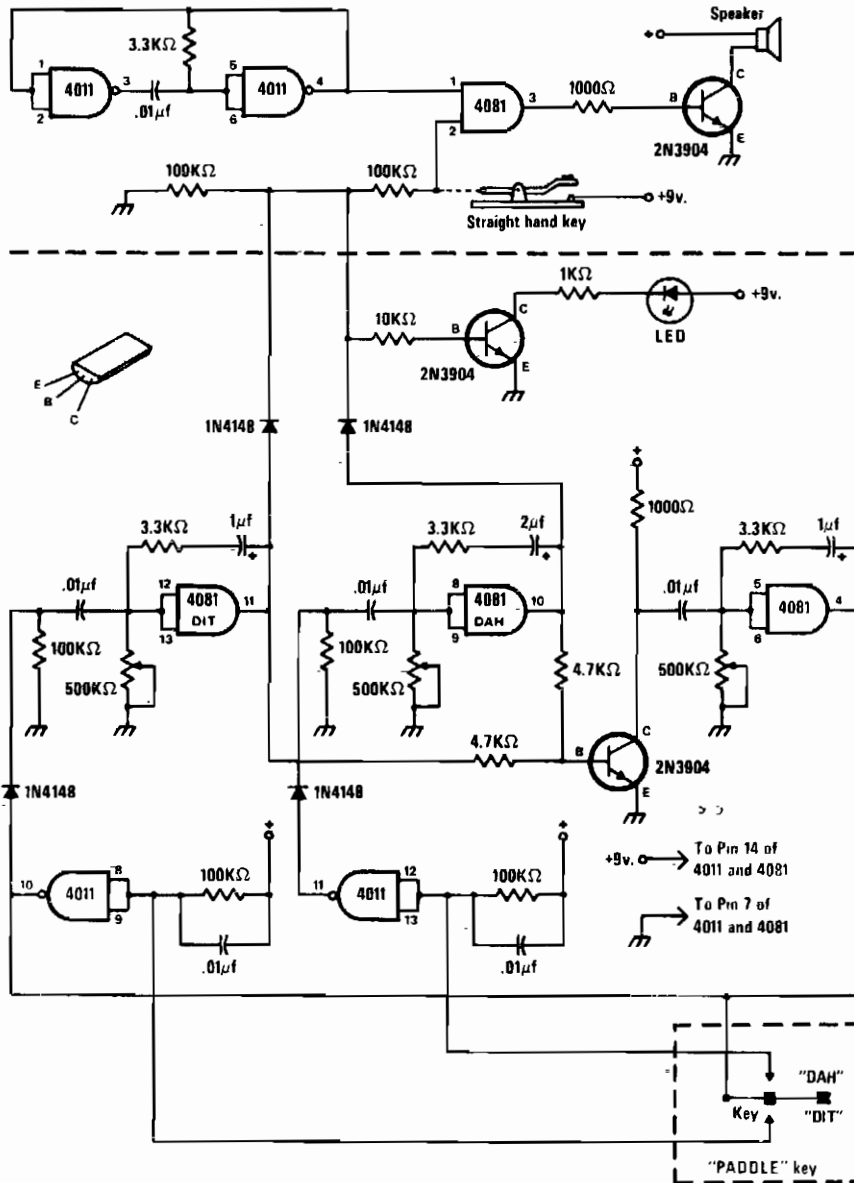 Speaker
+
3.3KΩ
1
2
4011
3
.01µf
5
6
4011
4
1
2
4081
3
1000Ω
B
C
E
2N3904
100KΩ
100KΩ
+9v.
Straight hand key
1KΩ
+9v.
LED
10KΩ
B
C
E
2N3904
E
B
C
1N4148
1N4148
+
1000Ω
3.3KΩ
1µf
+
3.3KΩ
2µf
+
3.3KΩ
1µf
+
.01µf
12
13
4081
DIT
11
.01µf
8
9
4081
DAH
10
.01µf
5
6
4081
4
100KΩ
500KΩ
100KΩ
500KΩ
4.7KΩ
500KΩ
4.7KΩ
B
C
E
2N3904
1N4148
1N4148
+
+
10
4011
8
9
100KΩ
.01µf
11
4011
12
13
100KΩ
.01µf
+9v.
To Pin 14 of
4011 and 4081
To Pin 7 of
4011 and 4081
"DAH"
Key
"DIT"
"PADDLE" key